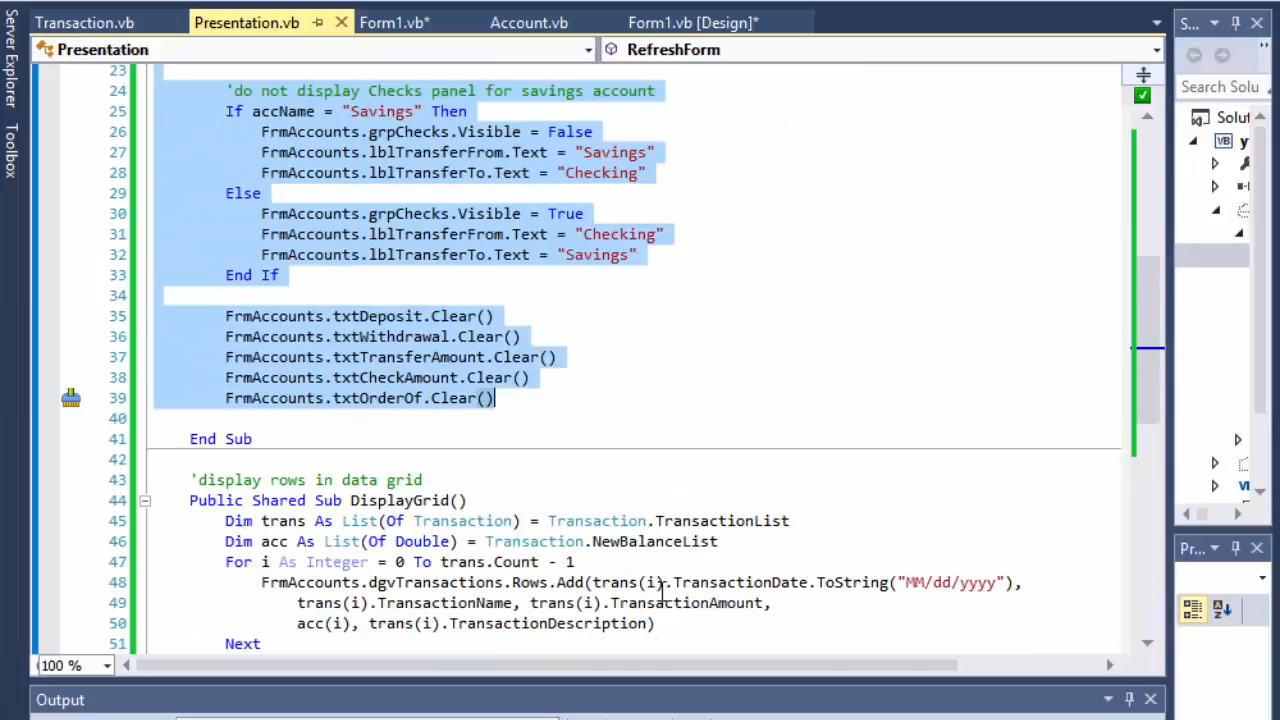 Transaction.vb Presentation.vb Form1.vb* Account.vb Form1.vb [Design]*
Presentation RefreshForm
23
24 'do not display Checks panel for savings account
25 If accName = "Savings" Then
26 FrmAccounts.grpChecks.Visible = False
27 FrmAccounts.lblTransferFrom.Text = "Savings"
28 FrmAccounts.lblTransferTo.Text = "Checking"
29 Else
30 FrmAccounts.grpChecks.Visible = True
31 FrmAccounts.lblTransferFrom.Text = "Checking"
32 FrmAccounts.lblTransferTo.Text = "Savings"
33 End If
34
35 FrmAccounts.txtDeposit.Clear()
36 FrmAccounts.txtWithdrawal.Clear()
37 FrmAccounts.txtTransferAmount.Clear()
38 FrmAccounts.txtCheckAmount.Clear()
39 FrmAccounts.txtOrderOf.Clear()
40
41 End Sub
42
43 'display rows in data grid
44 Public Shared Sub DisplayGrid()
45 Dim trans As List(Of Transaction) = Transaction.TransactionList
46 Dim acc As List(Of Double) = Transaction.NewBalanceList
47 For i As Integer = 0 To trans.Count - 1
48 FrmAccounts.dgvTransactions.Rows.Add(trans(i).TransactionDate.ToString("MM/dd/yyyy"),
49 trans(i).TransactionName, trans(i).TransactionAmount,
50 acc(i), trans(i).TransactionDescription)
51 Next
100 %
Output
Server Explorer
Toolbox
S...
Search Solu
Solut
VB y
VB
Pr...